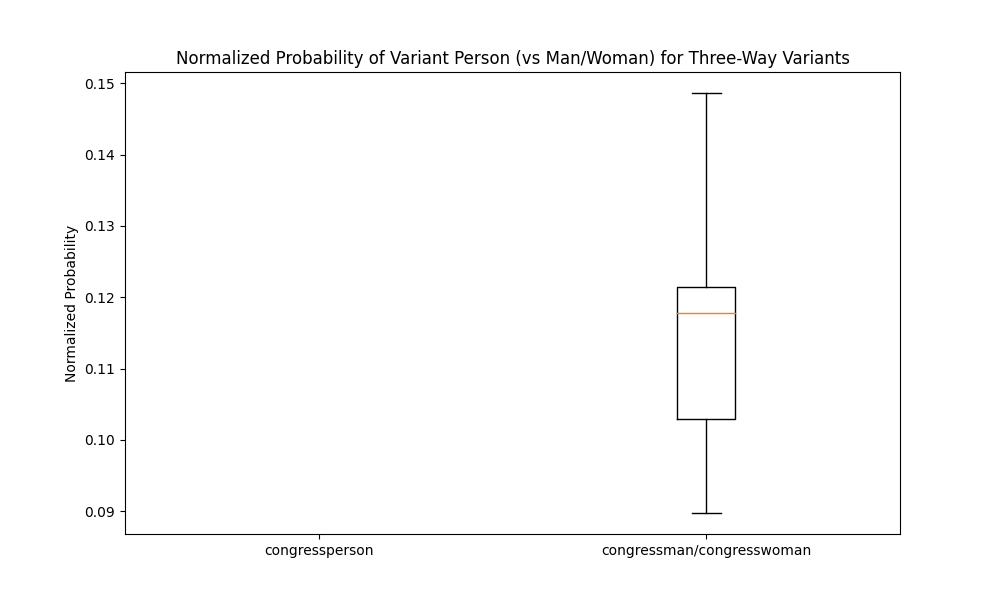 Normalized Probability of Variant Person (vs Man/Woman) for Three-Way Variants
Normalized Probability
0.15
0.14
0.13
0.12
0.11
0.10
0.09
congressperson
congressman/congresswoman